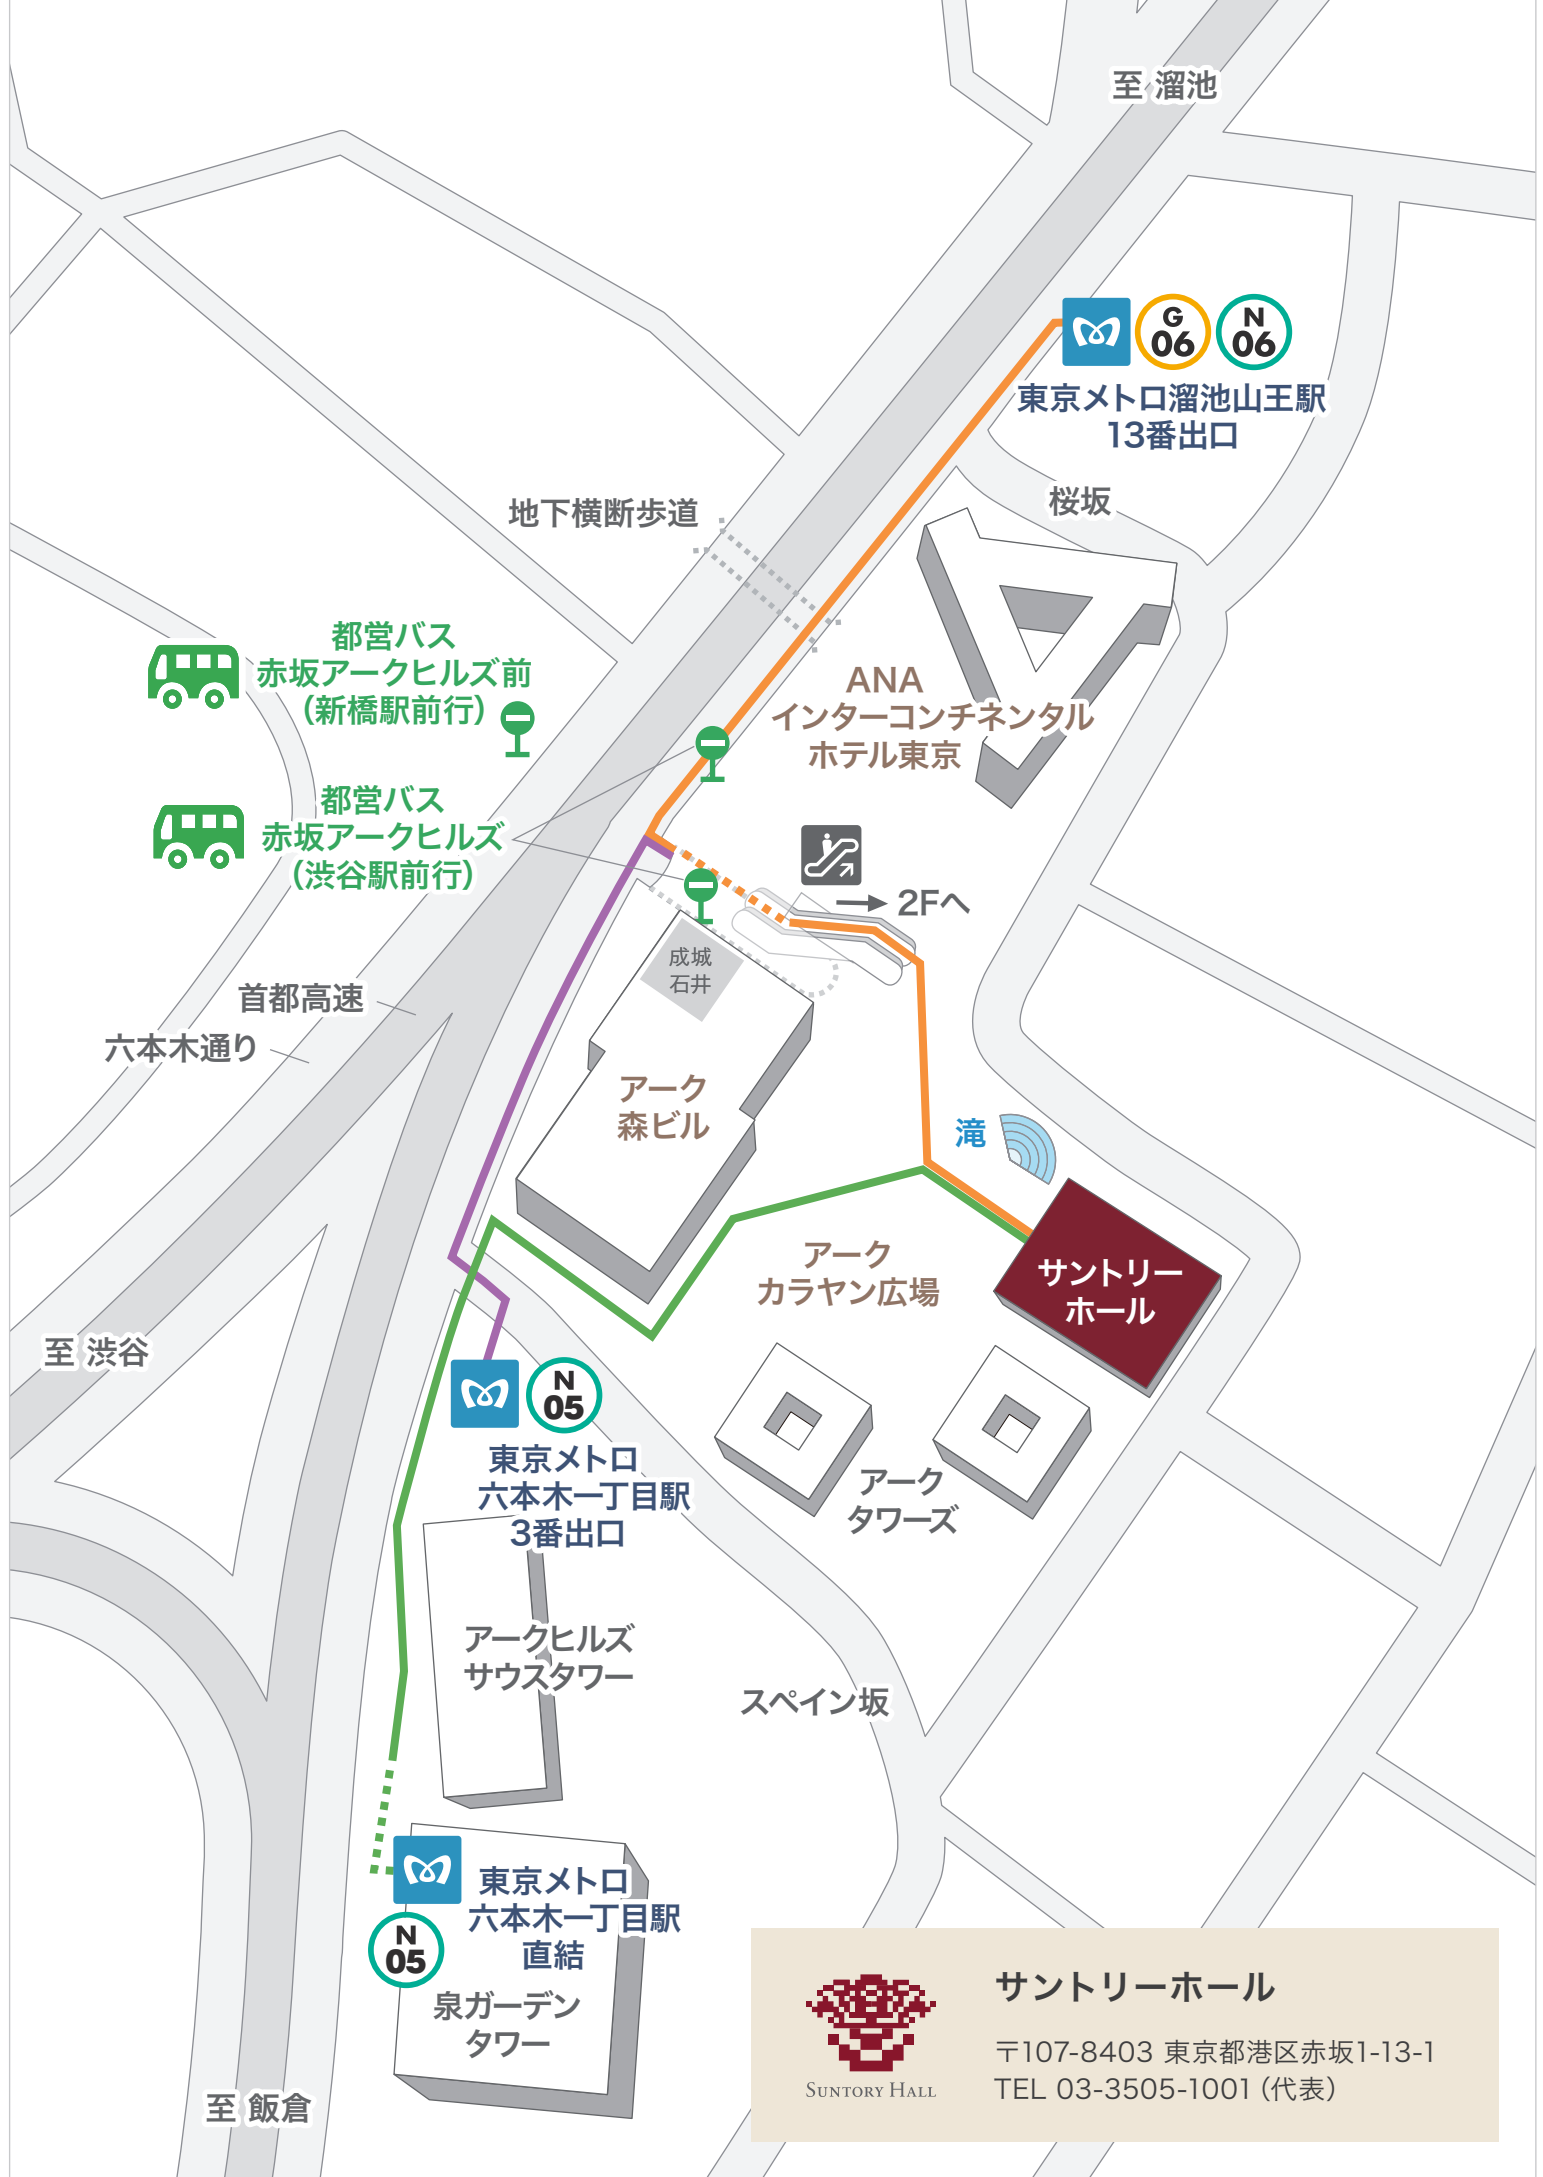 至 溜池
G
06
N
06
東京メトロ溜池山王駅
13番出口
桜坂
地下横断歩道
都営バス
赤坂アークヒルズ前
（新橋駅前行）
ANA
インターコンチネンタル
ホテル東京
都営バス
赤坂アークヒルズ
（渋谷駅前行）
2Fへ
成城
石井
首都高速
六本木通り
アーク
森ビル
滝
アーク
カラヤン広場
サントリー
ホール
至 渋谷
N
05
東京メトロ
六本木一丁目駅
3番出口
アーク
タワーズ
アークヒルズ
サウスタワー
スペイン坂
東京メトロ
六本木一丁目駅
直結
N
05
泉ガーデン
タワー
至 飯倉
SUNTORY HALL
サントリーホール
〒107-8403 東京都港区赤坂1-13-1
TEL 03-3505-1001（代表）